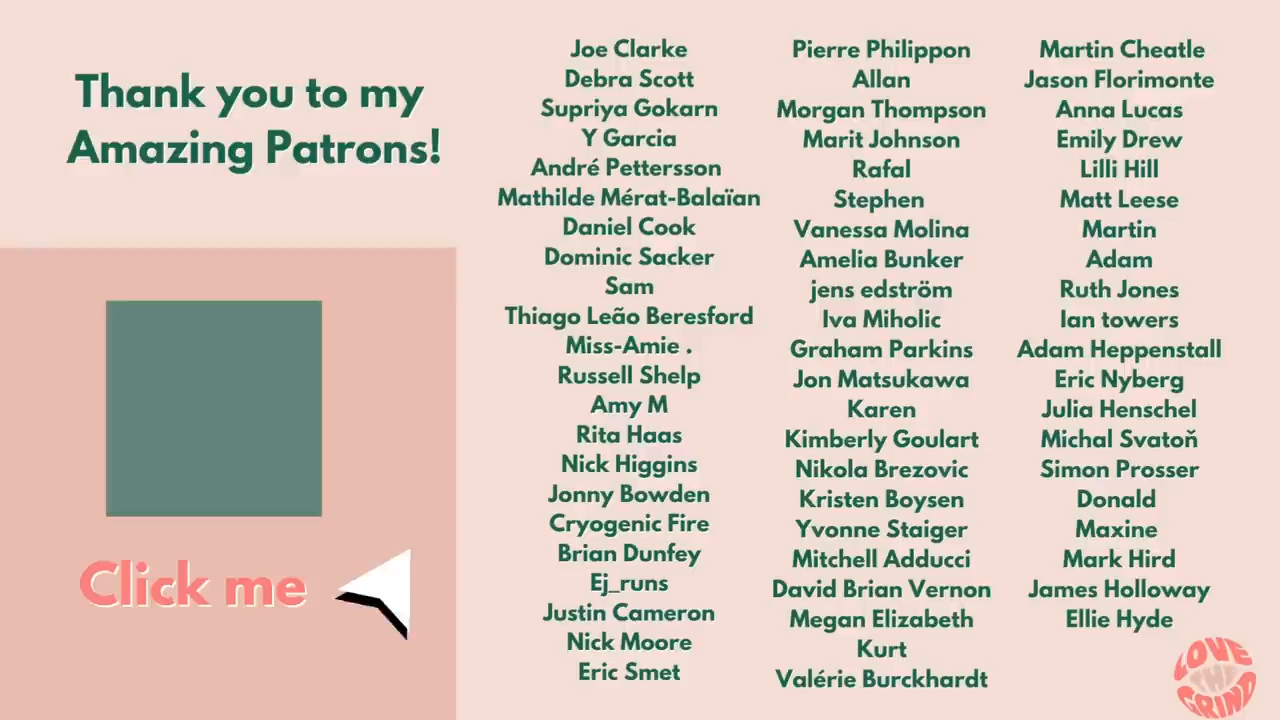 Thank you to my
Amazing Patrons!
Click me
Joe Clarke
Debra Scott
Supriya Gokarn
Y Garcia
André Pettersson
Mathilde Mérat-Balaïan
Daniel Cook
Dominic Sacker
Sam
Thiago Leão Beresford
Miss-Amie .
Russell Shelp
Amy M
Rita Haas
Nick Higgins
Jonny Bowden
Cryogenic Fire
Brian Dunfey
Ej_runs
Justin Cameron
Nick Moore
Eric Smet
Pierre Philippon
Allan
Morgan Thompson
Marit Johnson
Rafal
Stephen
Vanessa Molina
Amelia Bunker
jens edström
Iva Miholic
Graham Parkins
Jon Matsukawa
Karen
Kimberly Goulart
Nikola Brezovic
Kristen Boysen
Yvonne Staiger
Mitchell Adducci
David Brian Vernon
Megan Elizabeth
Kurt
Valérie Burckhardt
Martin Cheatle
Jason Florimonte
Anna Lucas
Emily Drew
Lilli Hill
Matt Leese
Martin
Adam
Ruth Jones
Ian towers
Adam Heppenstall
Eric Nyberg
Julia Henschel
Michal Svatoň
Simon Prosser
Donald
Maxine
Mark Hird
James Holloway
Ellie Hyde
LOVE
THE
GRIND